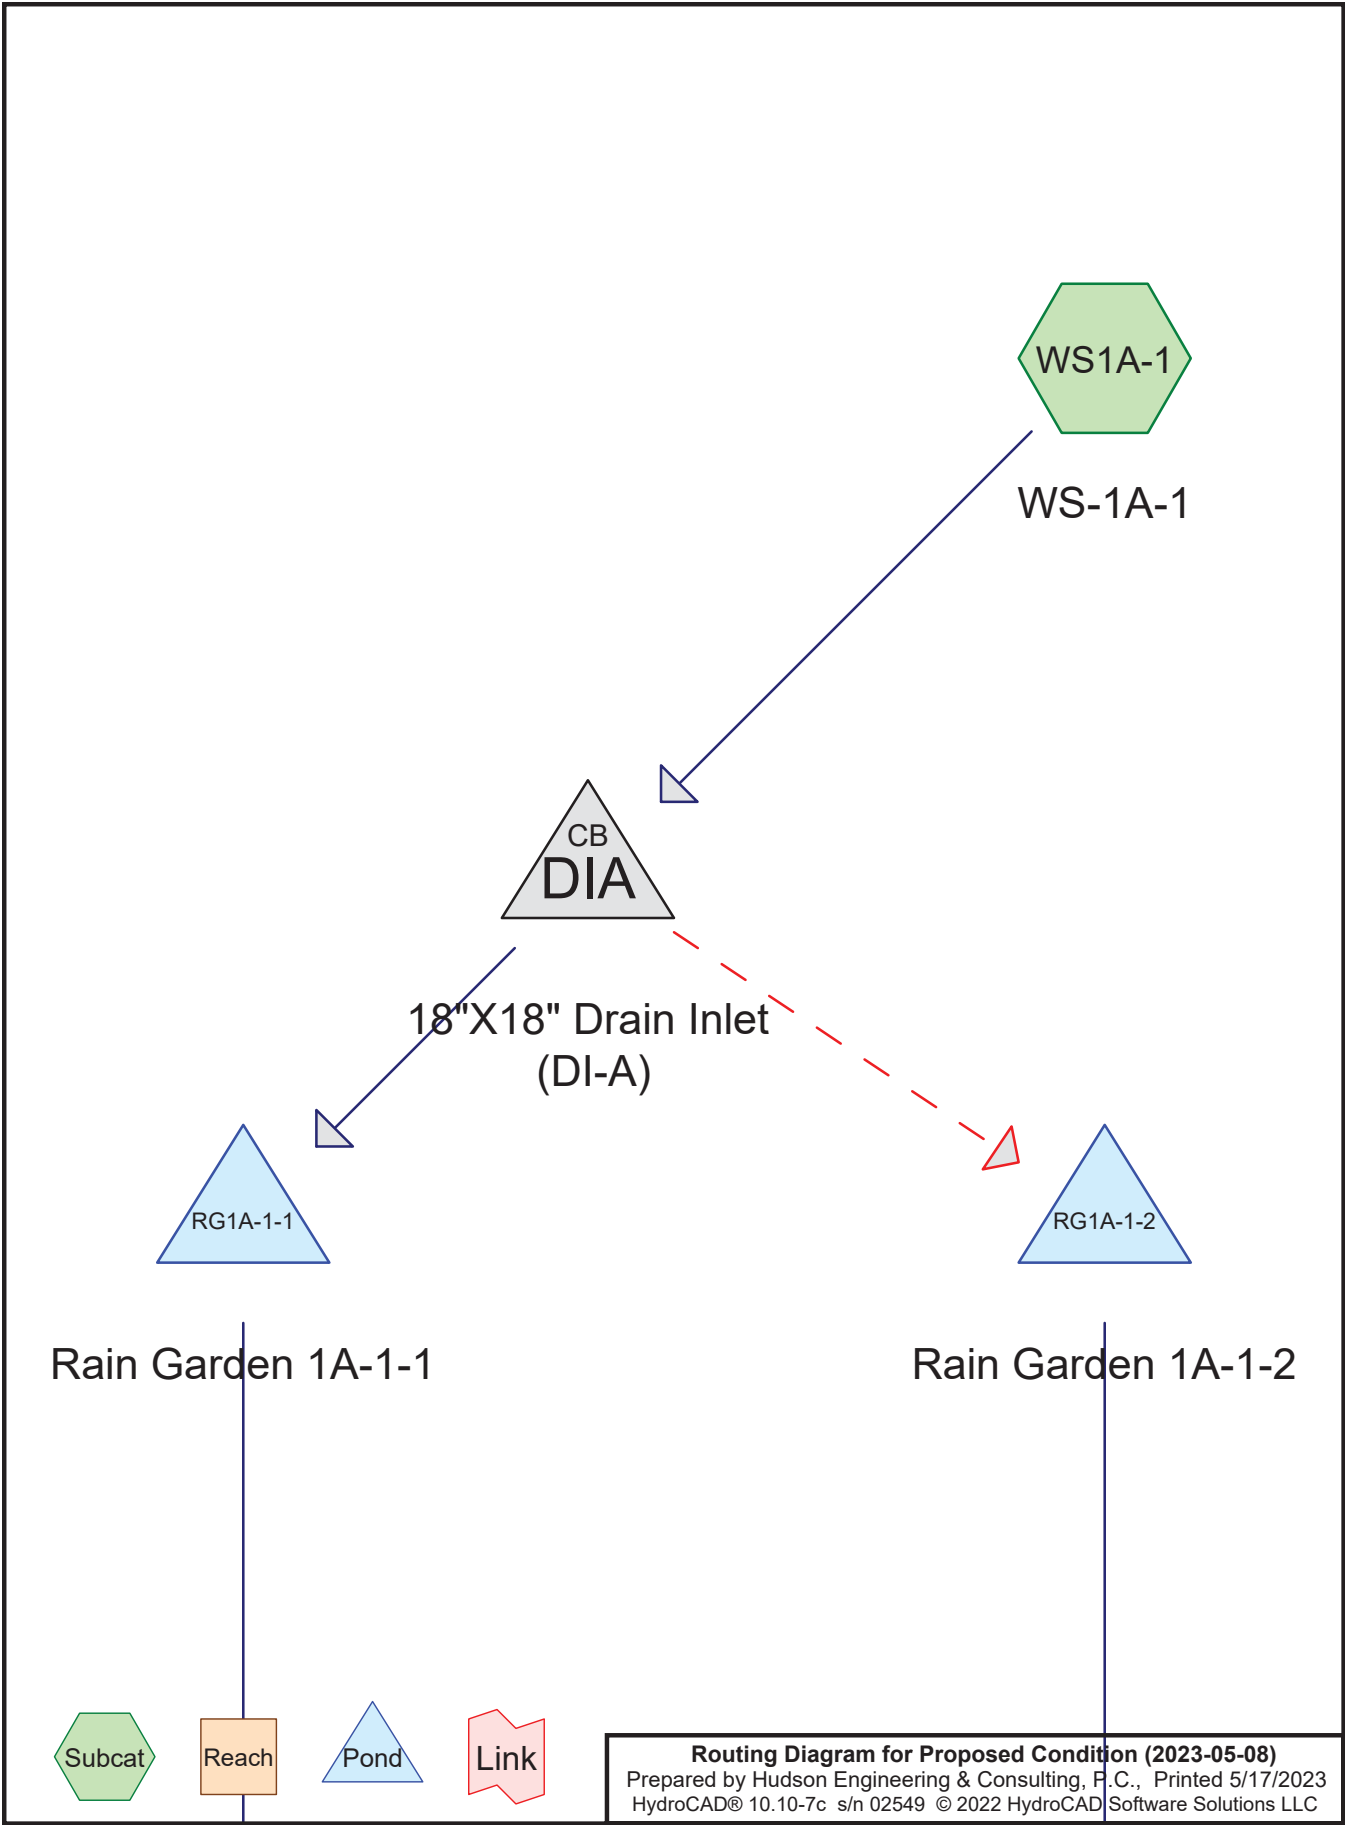 WS1A-1
WS-1A-1
CB
DIA
18"X18" Drain Inlet
(DI-A)
RG1A-1-1
RG1A-1-2
Rain Garden 1A-1-1
Rain Garden 1A-1-2
Subcat
Reach
Pond
Link
Routing Diagram for Proposed Condition (2023-05-08)
Prepared by Hudson Engineering & Consulting, P.C., Printed 5/17/2023
HydroCAD® 10.10-7c s/n 02549 © 2022 HydroCAD Software Solutions LLC